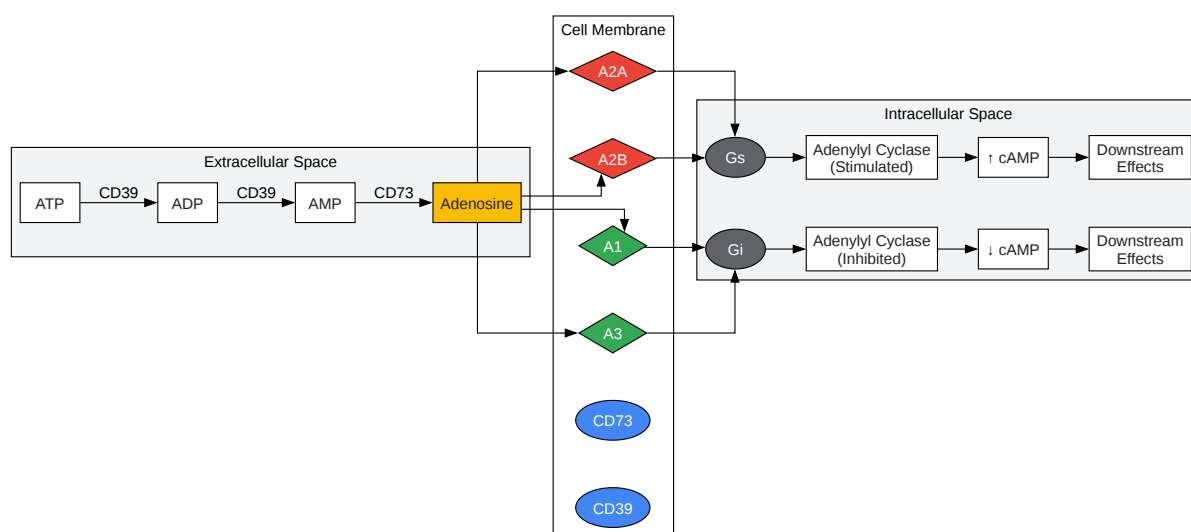 Cell Membrane
A2A
A2B
A1
A3
CD73
CD39
Extracellular Space
ATP
CD39
ADP
CD39
AMP
CD73
Adenosine
Intracellular Space
Gs
Adenylyl Cyclase
(Stimulated)
↑ cAMP
Downstream
Effects
Gi
Adenylyl Cyclase
(Inhibited)
↓ cAMP
Downstream
Effects